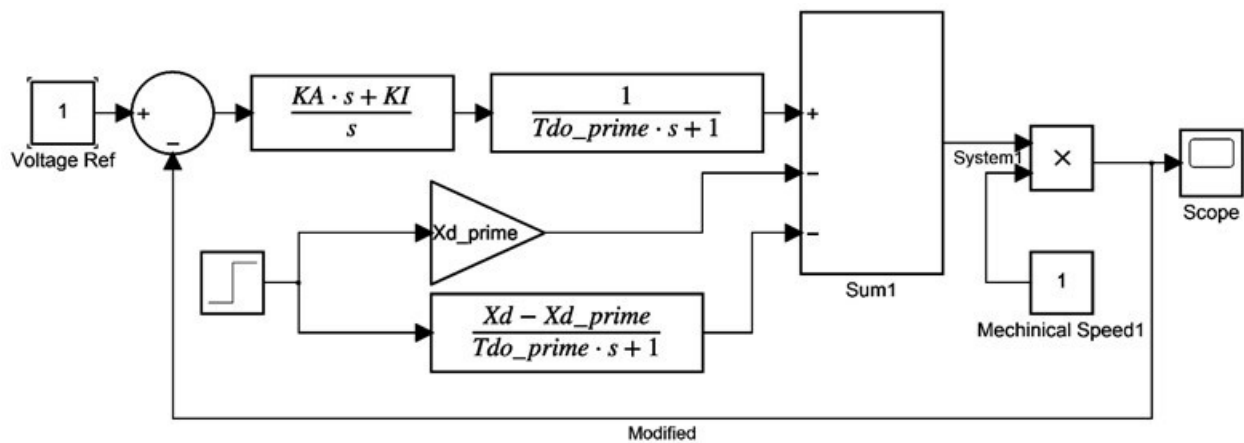 1
Voltage Ref
+
−
KA · s + KI
s
1
Tdo_prime · s + 1
+
−
−
Sum1
System1
×
Scope
Xd_prime
Xd − Xd_prime
Tdo_prime · s + 1
1
Mechinical Speed1
Modified